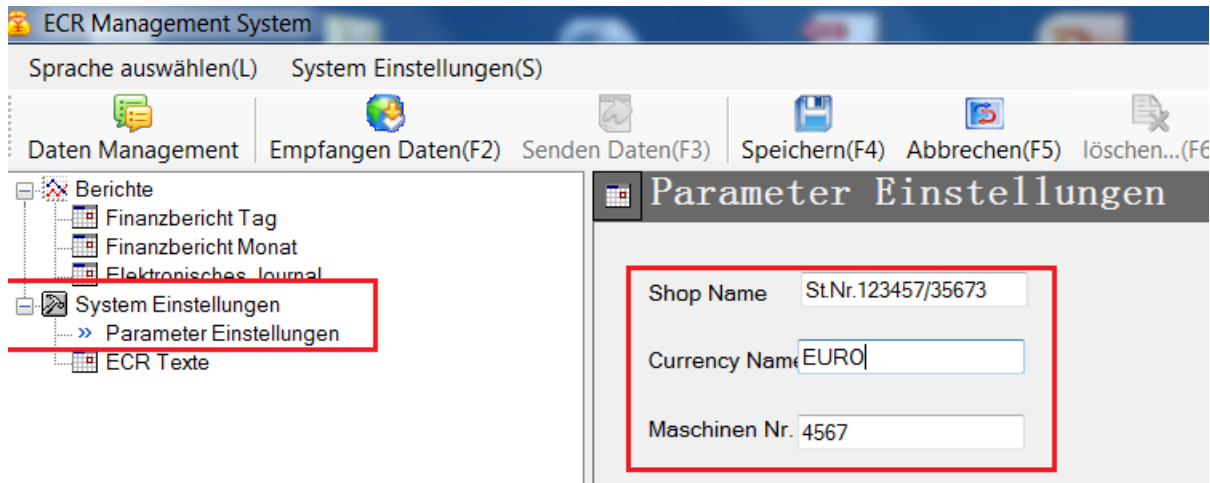 ECR Management System
Sprache auswählen(L) System Einstellungen(S)
Daten Management Empfangen Daten(F2) Senden Daten(F3) Speichern(F4) Abbrechen(F5) löschen...(F6
Berichte
Finanzbericht Tag
Finanzbericht Monat
Elektronisches Journal
System Einstellungen
» Parameter Einstellungen
ECR Texte
Parameter Einstellungen
Shop Name St.Nr.123457/35673
Currency Name EURO
Maschinen Nr. 4567